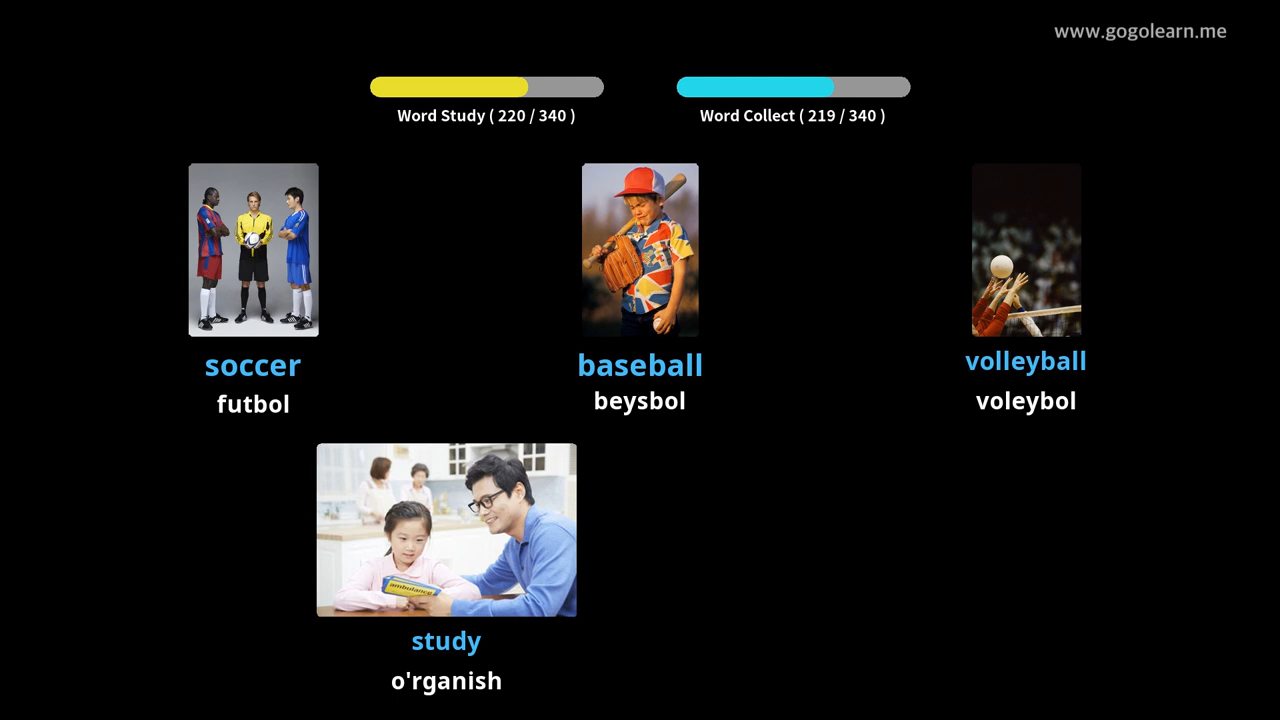 www.gogolearn.me
Word Study ( 220 / 340 )
Word Collect ( 219 / 340 )
soccer
futbol
baseball
beysbol
volleyball
voleybol
ambulance
study
o'rganish